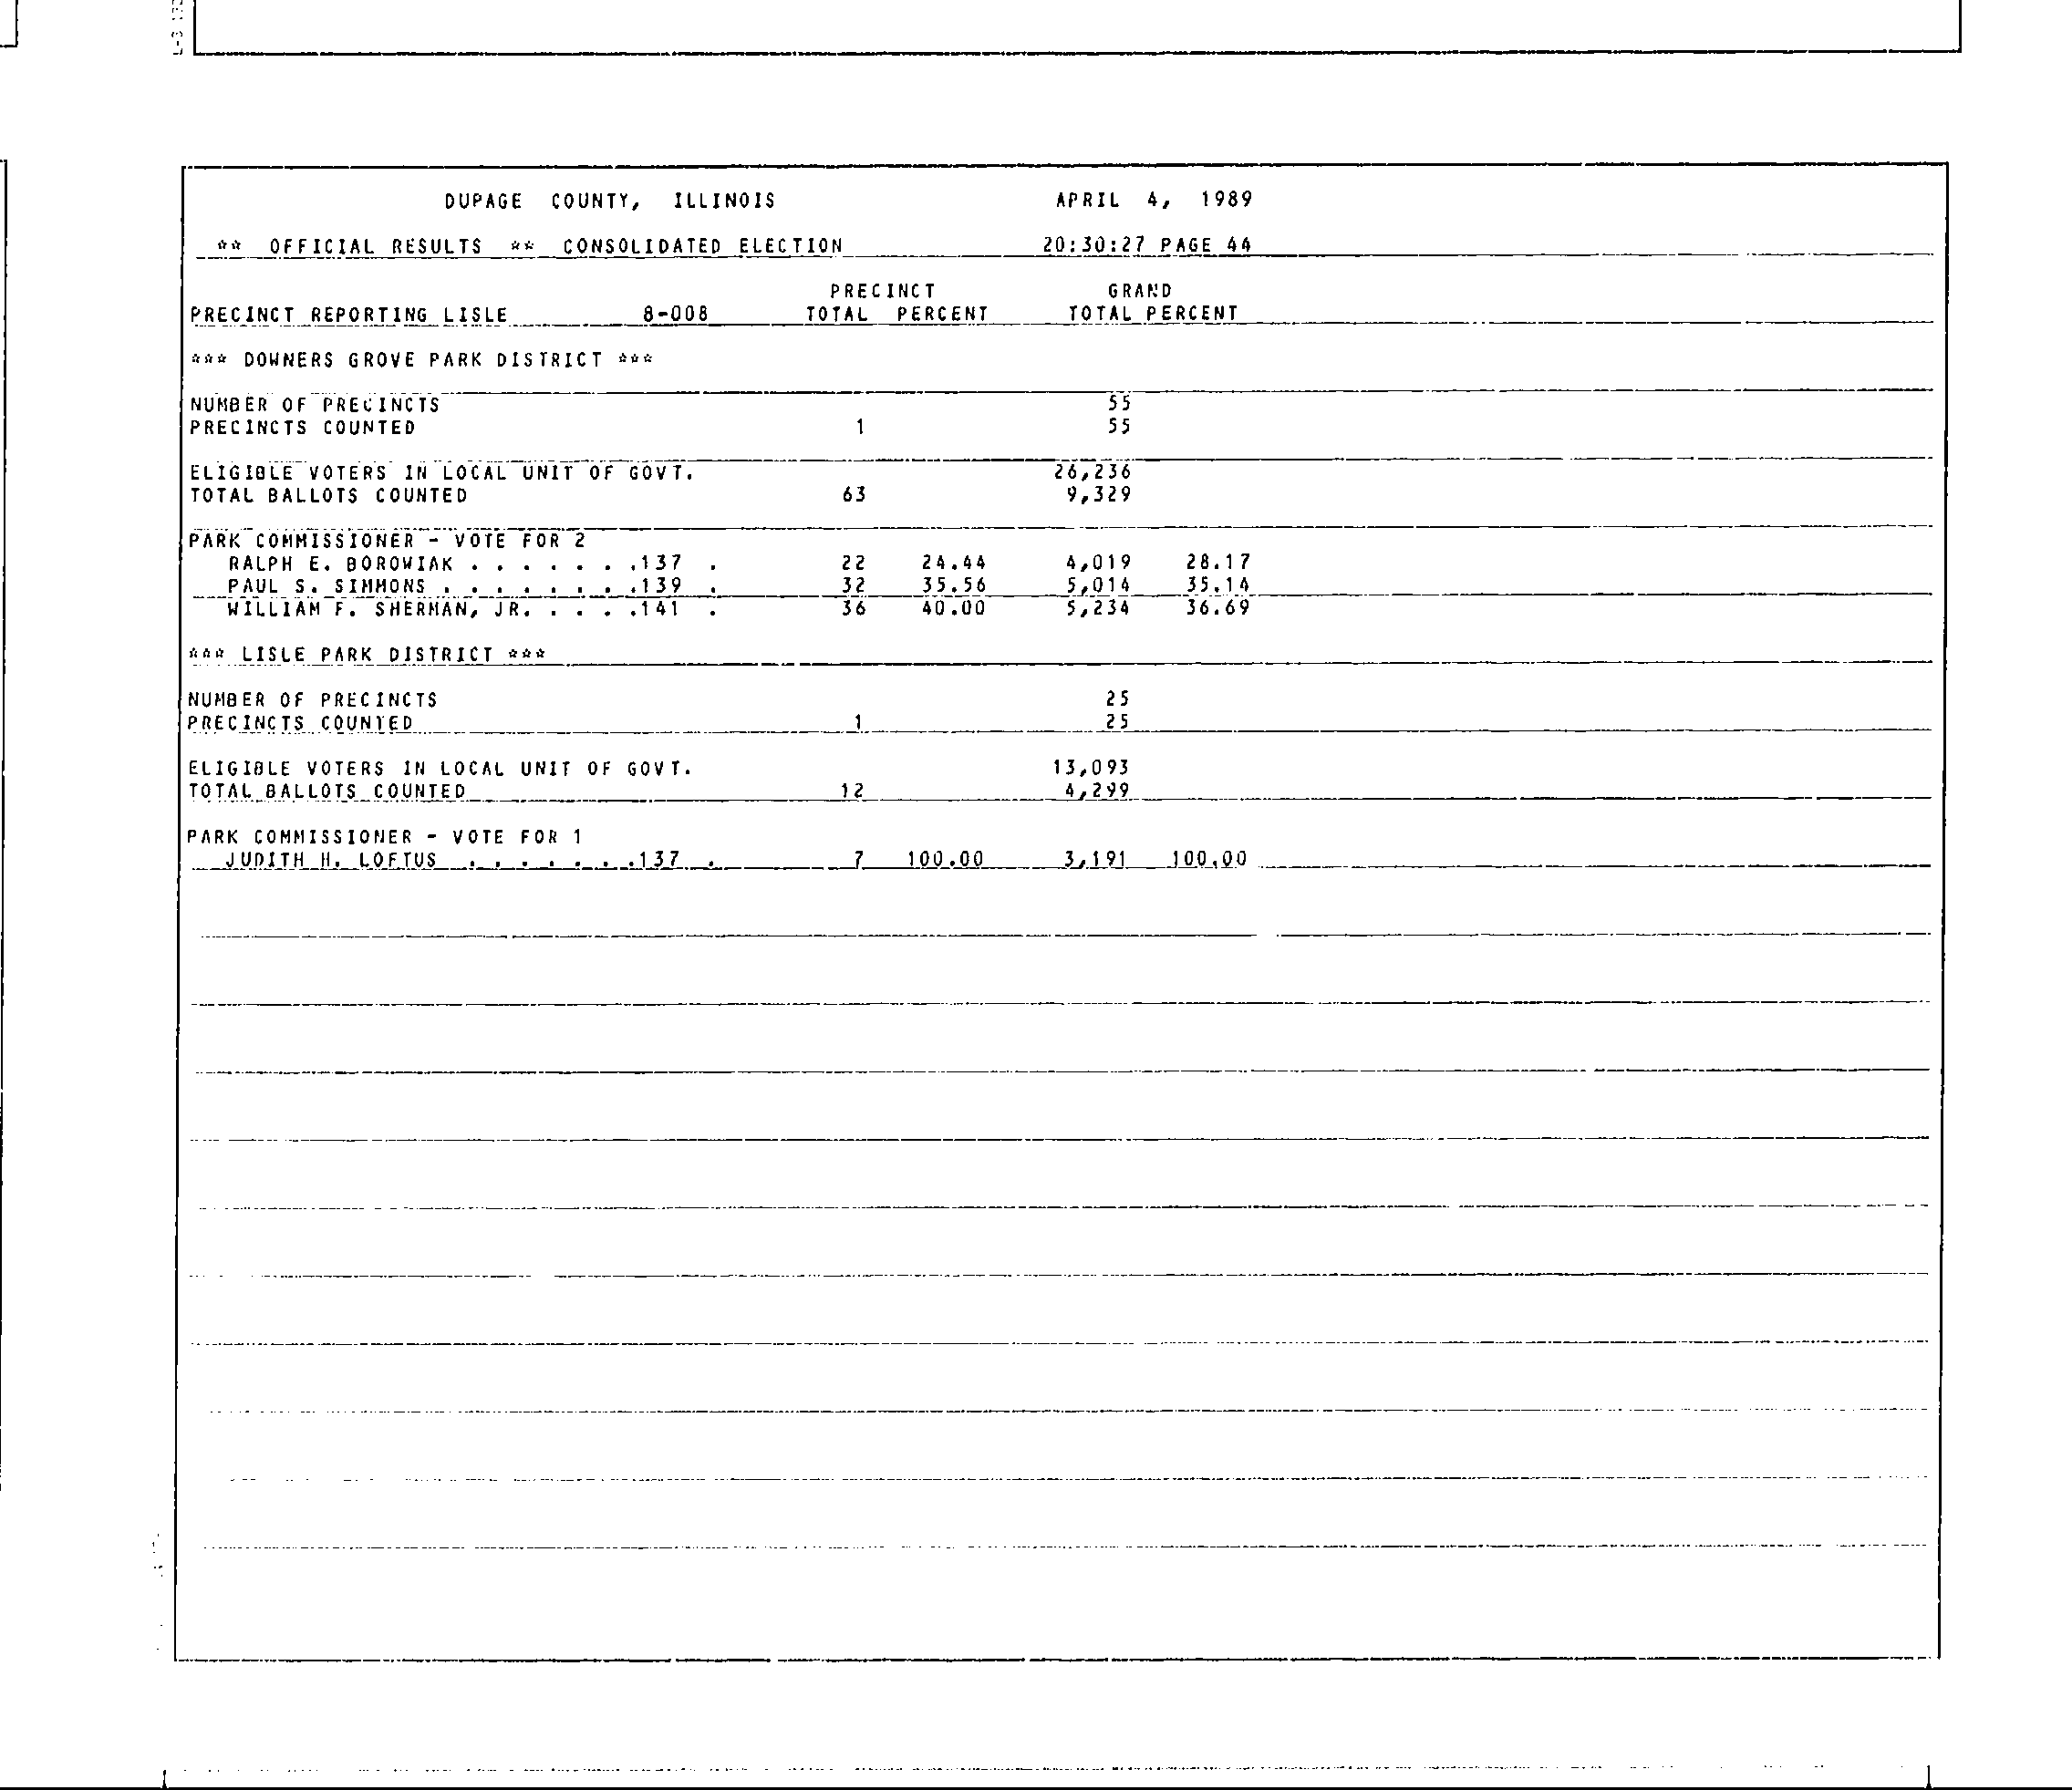 DUPAGE COUNTY, ILLINOIS APRIL 4, 1989
** OFFICIAL RESULTS ** CONSOLIDATED ELECTION 20:30:27 PAGE 44
PRECINCT GRAND
PRECINCT REPORTING LISLE 8-008 TOTAL PERCENT TOTAL PERCENT
*** DOWNERS GROVE PARK DISTRICT ***
NUMBER OF PRECINCTS 55
PRECINCTS COUNTED 1 55
ELIGIBLE VOTERS IN LOCAL UNIT OF GOVT. 26,236
TOTAL BALLOTS COUNTED 63 9,329
PARK COMMISSIONER - VOTE FOR 2
RALPH E. BOROWIAK . . . . . . .137 . 22 24.44 4,019 28.17
PAUL S. SIMMONS . . . . . . . .139 . 32 35.56 5,014 35.14
WILLIAM F. SHERMAN, JR. . . . .141 . 36 40.00 5,234 36.69
*** LISLE PARK DISTRICT ***
NUMBER OF PRECINCTS 25
PRECINCTS COUNTED 1 25
ELIGIBLE VOTERS IN LOCAL UNIT OF GOVT. 13,093
TOTAL BALLOTS COUNTED 12 4,299
PARK COMMISSIONER - VOTE FOR 1
JUDITH H. LOFTUS . . . . . . .137 . 7 100.00 3,191 100.00